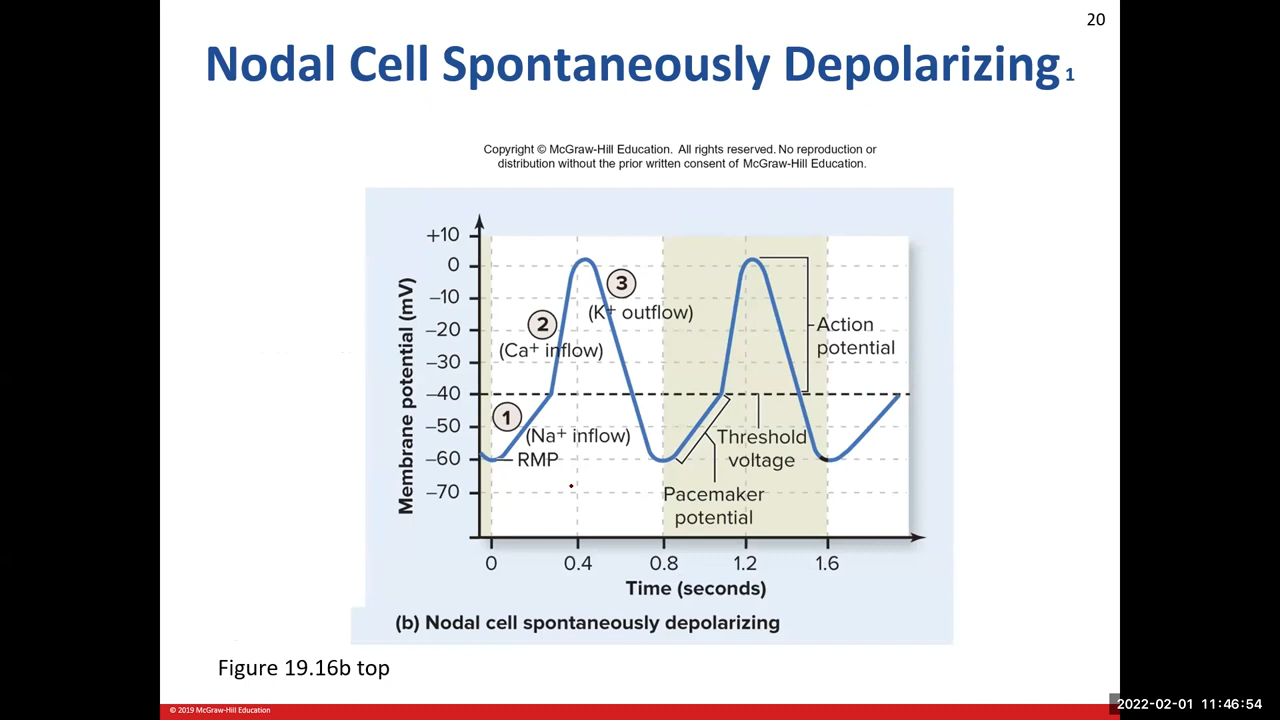 20
Nodal Cell Spontaneously Depolarizing 1
Copyright © McGraw-Hill Education. All rights reserved. No reproduction or
distribution without the prior written consent of McGraw-Hill Education.
Membrane potential (mV)
+10
0
–10
–20
–30
–40
–50
–60
–70
3
(K+ outflow)
2
(Ca+ inflow)
1
(Na+ inflow)
RMP
Action
potential
Threshold
voltage
Pacemaker
potential
0 0.4 0.8 1.2 1.6
Time (seconds)
(b) Nodal cell spontaneously depolarizing
Figure 19.16b top
© 2019 McGraw-Hill Education
2022-02-01 11:46:54